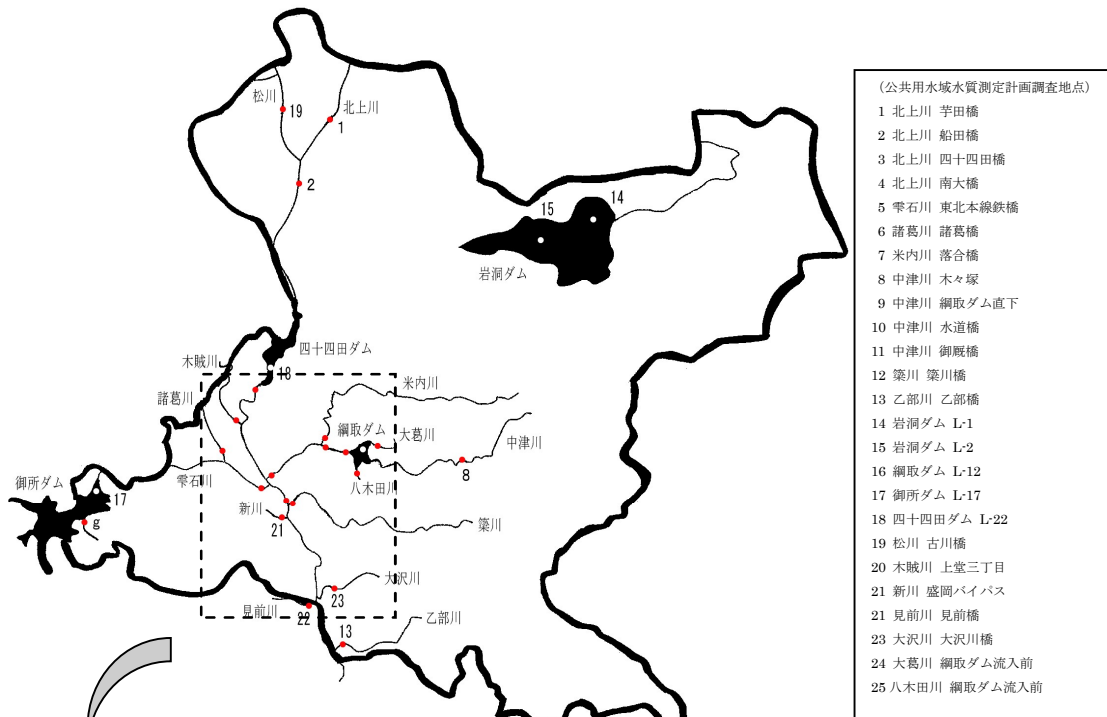 松川
19
北上川
1
2
14
15
岩洞ダム
四十四田ダム
木賊川
18
諸葛川
米内川
綱取ダム
大葛川
中津川
8
八木田川
雫石川
御所ダム
17
g
新川
21
簗川
大沢川
23
見前川
22
乙部川
13
(公共用水域水質測定計画調査地点)
1 北上川 芋田橋
2 北上川 船田橋
3 北上川 四十四田橋
4 北上川 南大橋
5 雫石川 東北本線鉄橋
6 諸葛川 諸葛橋
7 米内川 落合橋
8 中津川 木々塚
9 中津川 綱取ダム直下
10 中津川 水道橋
11 中津川 御厩橋
12 簗川 簗川橋
13 乙部川 乙部橋
14 岩洞ダム L-1
15 岩洞ダム L-2
16 綱取ダム L-12
17 御所ダム L-17
18 四十四田ダム L-22
19 松川 古川橋
20 木賊川 上堂三丁目
21 新川 盛岡バイパス
21 見前川 見前橋
23 大沢川 大沢川橋
24 大葛川 綱取ダム流入前
25 八木田川 綱取ダム流入前